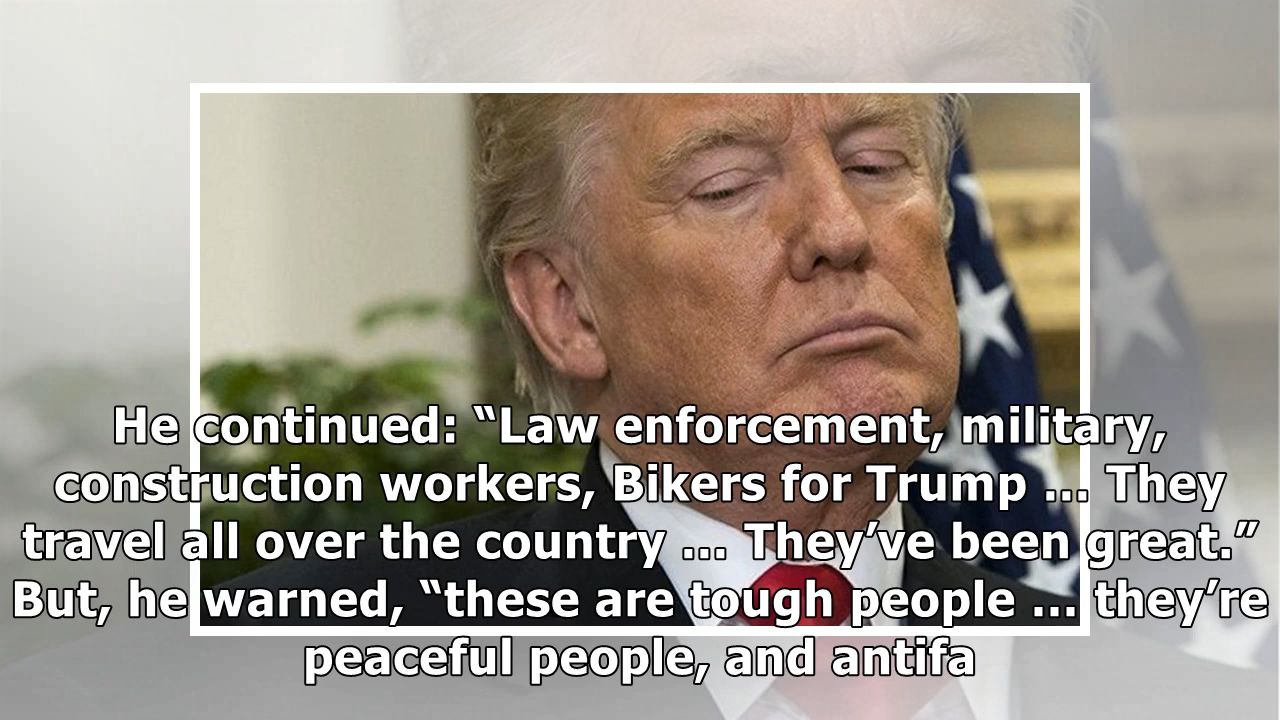 He continued: “Law enforcement, military,
construction workers, Bikers for Trump ... They
travel all over the country ... They’ve been great.”
But, he warned, “these are tough people ... they’re
peaceful people, and antifa